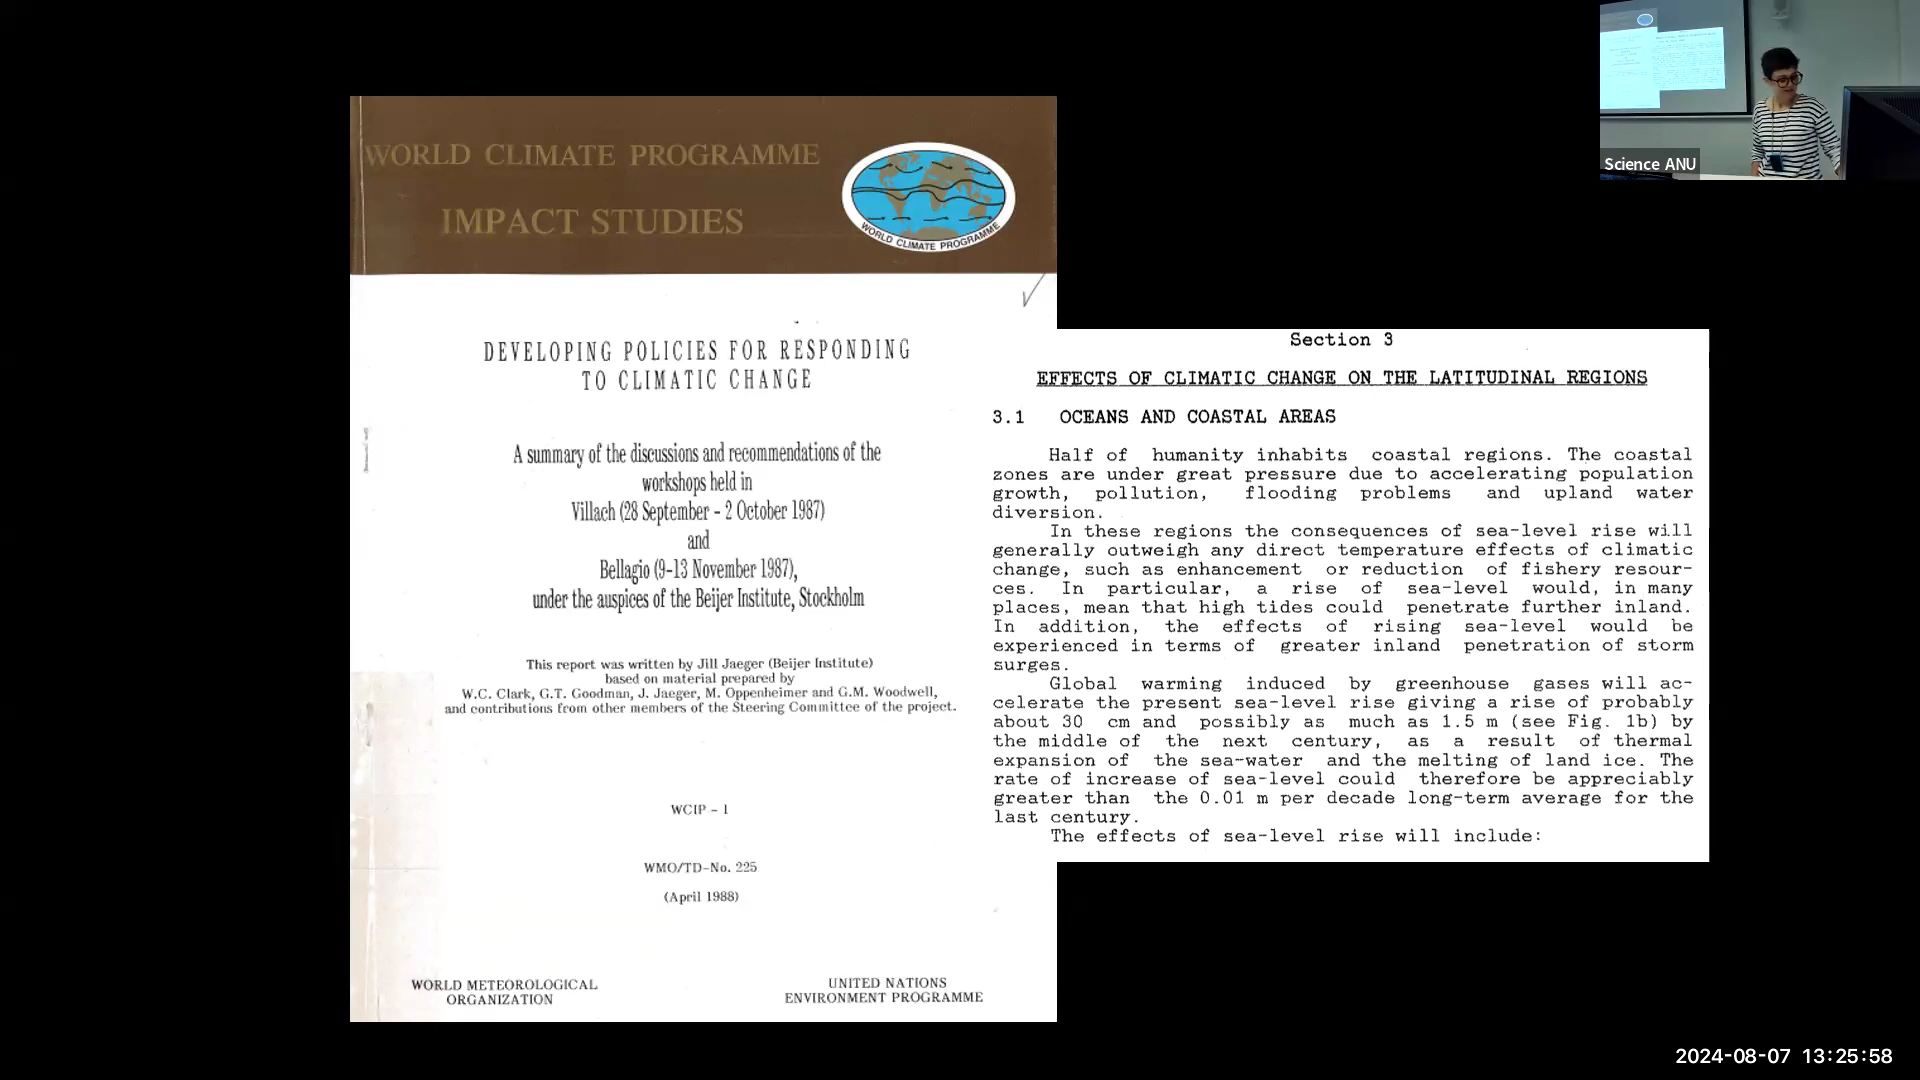 WORLD CLIMATE PROGRAMME
IMPACT STUDIES
WORLD CLIMATE PROGRAMME
DEVELOPING POLICIES FOR RESPONDING
TO CLIMATIC CHANGE
A summary of the discussions and recommendations of the
workshops held in
Villach (28 September - 2 October 1987)
and
Bellagio (9-13 November 1987),
under the auspices of the Beijer Institute, Stockholm
This report was written by Jill Jaeger (Beijer Institute)
based on material prepared by
W.C. Clark, G.T. Goodman, J. Jaeger, M. Oppenheimer and G.M. Woodwell,
and contributions from other members of the Steering Committee of the project.
WCIP - 1
WMO/TD-No. 225
(April 1988)
WORLD METEOROLOGICAL
ORGANIZATION
UNITED NATIONS
ENVIRONMENT PROGRAMME
Section 3
EFFECTS OF CLIMATIC CHANGE ON THE LATITUDINAL REGIONS
3.1 OCEANS AND COASTAL AREAS
Half of humanity inhabits coastal regions. The coastal
zones are under great pressure due to accelerating population
growth, pollution, flooding problems and upland water
diversion.
In these regions the consequences of sea-level rise will
generally outweigh any direct temperature effects of climatic
change, such as enhancement or reduction of fishery resour-
ces. In particular, a rise of sea-level would, in many
places, mean that high tides could penetrate further inland.
In addition, the effects of rising sea-level would be
experienced in terms of greater inland penetration of storm
surges.
Global warming induced by greenhouse gases will ac-
celerate the present sea-level rise giving a rise of probably
about 30 cm and possibly as much as 1.5 m (see Fig. 1b) by
the middle of the next century, as a result of thermal
expansion of the sea-water and the melting of land ice. The
rate of increase of sea-level could therefore be appreciably
greater than the 0.01 m per decade long-term average for the
last century.
The effects of sea-level rise will include:
Science ANU
2024-08-07 13:25:58